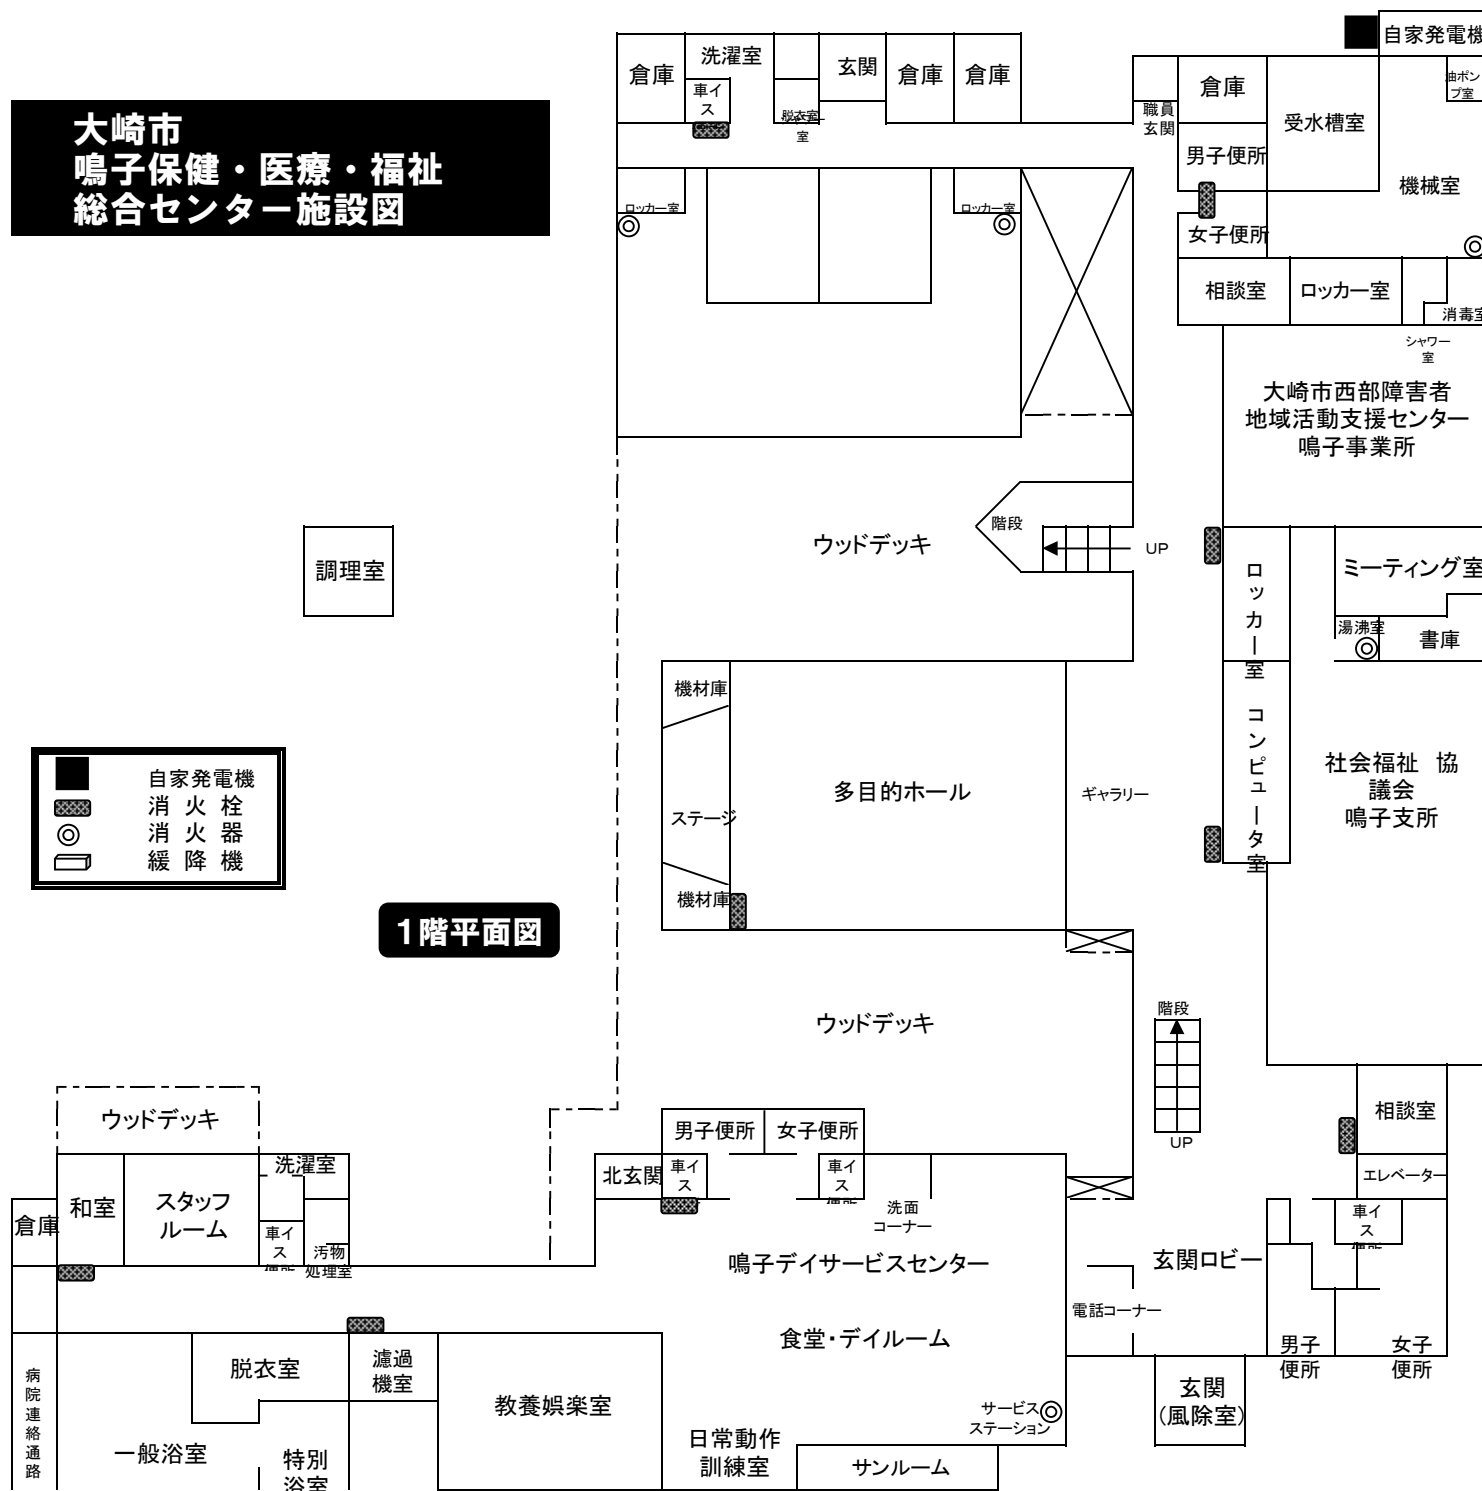 大崎市
鳴子保健・医療・福祉
総合センター施設図
自家発電機
倉庫
洗濯室
玄関
倉庫
倉庫
車イ
ス
脱衣室
室
職員
玄関
倉庫
受水槽室
油ポン
プ室
男子便所
機械室
女子便所
ロッカー室
ロッカー室
相談室
ロッカー室
消毒室
シャワー
室
大崎市西部障害者
地域活動支援センター
鳴子事業所
ウッドデッキ
階段
UP
調理室
ロッカー室
ミーティング室
湯沸室
書庫
機材庫
コンピュータ室
自家発電機
消火栓
消火器
緩降機
ステージ
多目的ホール
ギャラリー
社会福祉 協
議会
鳴子支所
機材庫
1階平面図
ウッドデッキ
階段
UP
ウッドデッキ
男子便所
女子便所
相談室
洗濯室
北玄関
車イ
ス
車イ
ス
便所
洗面
コーナー
エレベーター
和室
スタッフ
ルーム
倉庫
車イ
ス
便所
汚物
処理室
車イ
ス
便所
鳴子デイサービスセンター
玄関ロビー
電話コーナー
食堂・デイルーム
男子
便所
女子
便所
病院連絡通路
脱衣室
濾過
機室
教養娯楽室
玄関
(風除室)
サービス
ステーション
一般浴室
特別
浴室
日常動作
訓練室
サンルーム